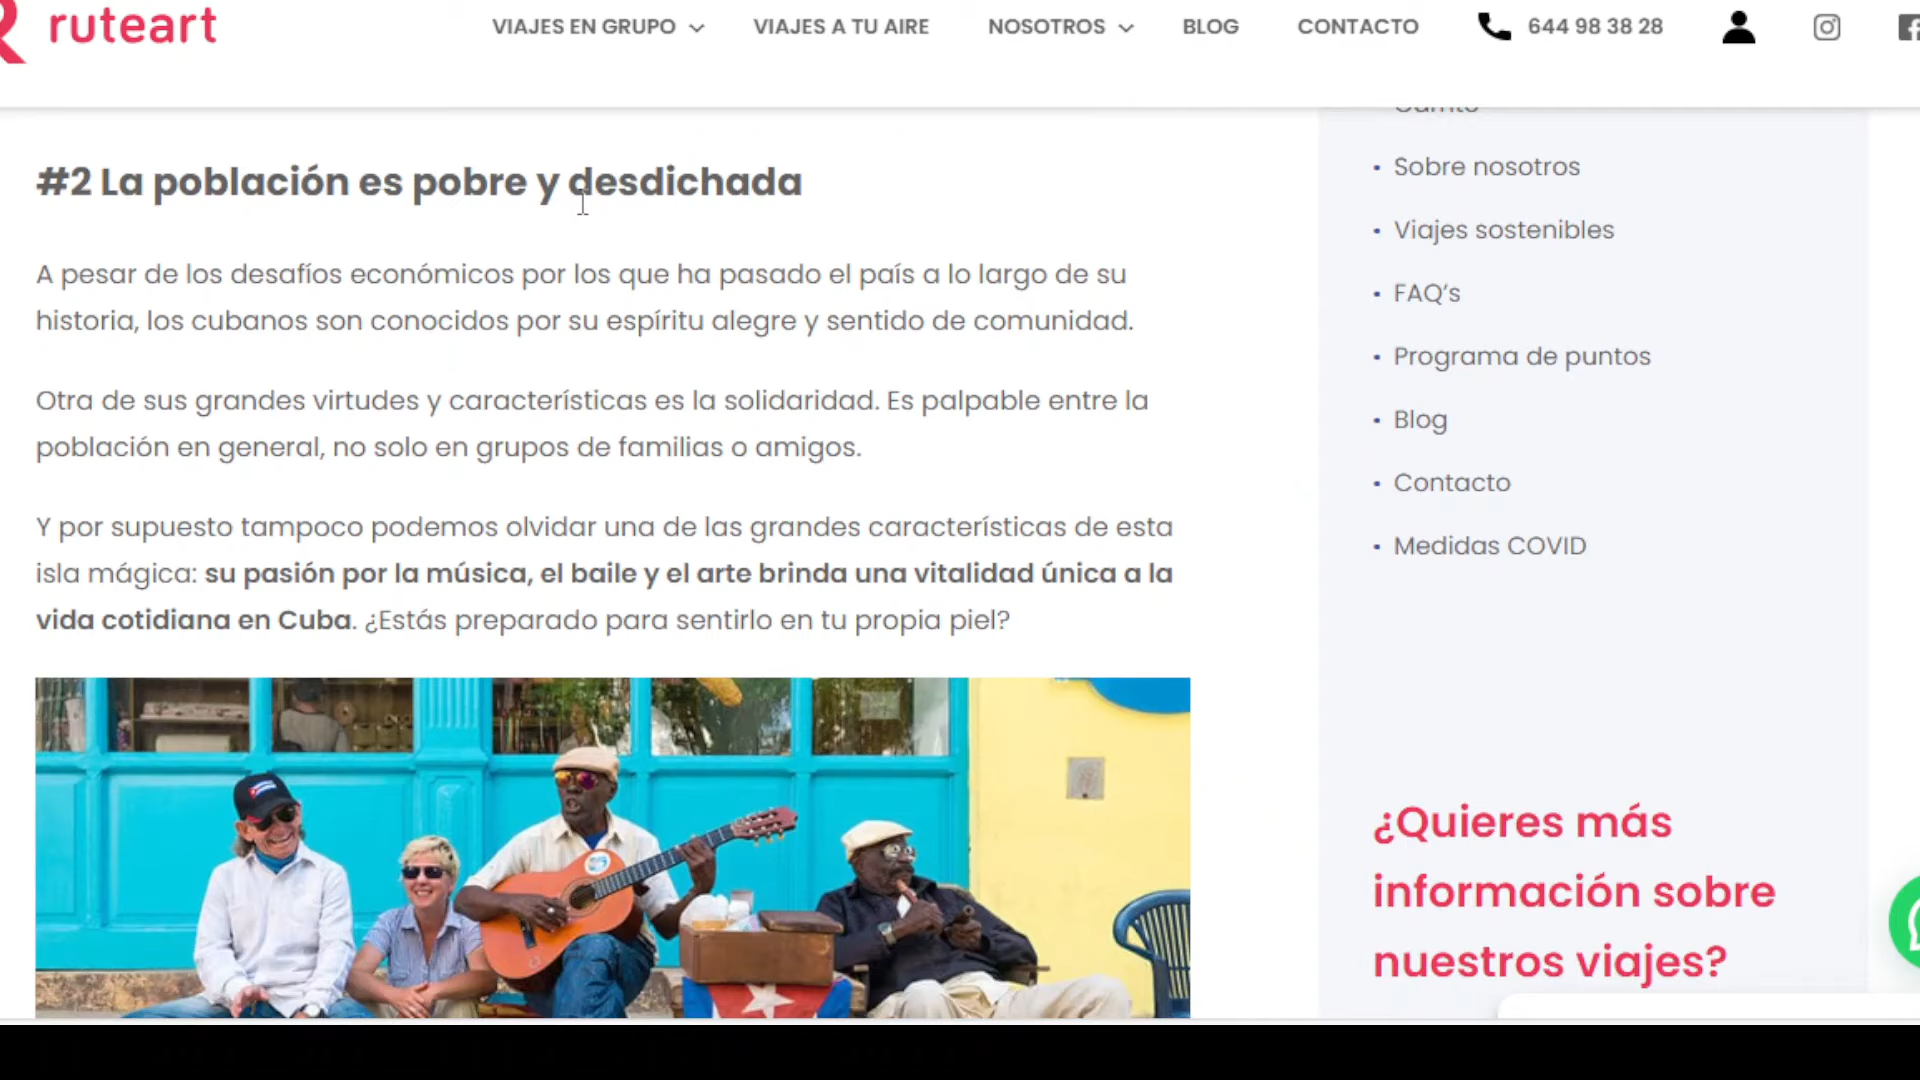 ruteart
VIAJES EN GRUPO
VIAJES A TU AIRE
NOSOTROS
BLOG
CONTACTO
644 98 38 28
#2 La población es pobre y desdichada
A pesar de los desafíos económicos por los que ha pasado el país a lo largo de su
historia, los cubanos son conocidos por su espíritu alegre y sentido de comunidad.
Otra de sus grandes virtudes y características es la solidaridad. Es palpable entre la
población en general, no solo en grupos de familias o amigos.
Y por supuesto tampoco podemos olvidar una de las grandes características de esta
isla mágica: su pasión por la música, el baile y el arte brinda una vitalidad única a la
vida cotidiana en Cuba. ¿Estás preparado para sentirlo en tu propia piel?
• Sobre nosotros
• Viajes sostenibles
• FAQ’s
• Programa de puntos
• Blog
• Contacto
• Medidas COVID
¿Quieres más
información sobre
nuestros viajes?